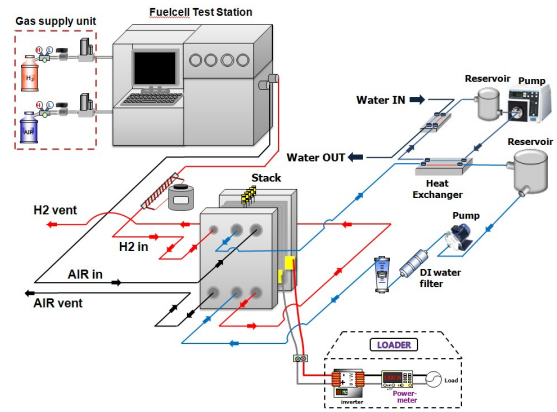 Fuelcell Test Station
Gas supply unit
H₂
AIR
Reservoir
Pump
Water IN
Water OUT
Reservoir
Heat
Exchanger
Stack
H2 vent
H2 in
Pump
DI water
filter
AIR in
AIR vent
LOADER
Inverter
Power-
meter
Load